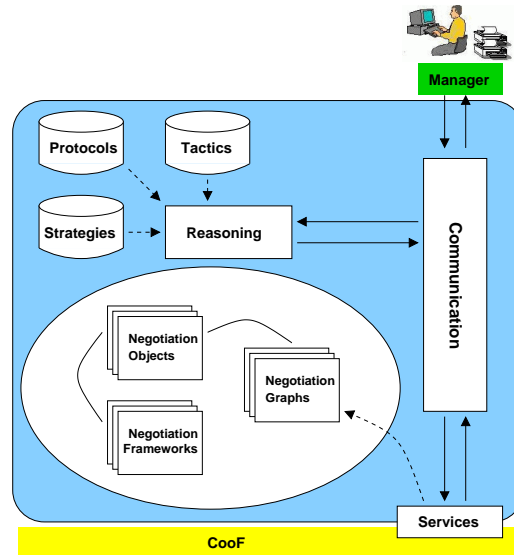 Manager
Protocols
Tactics
Strategies
Reasoning
Communication
Negotiation
Objects
Negotiation
Graphs
Negotiation
Frameworks
Services
CooF